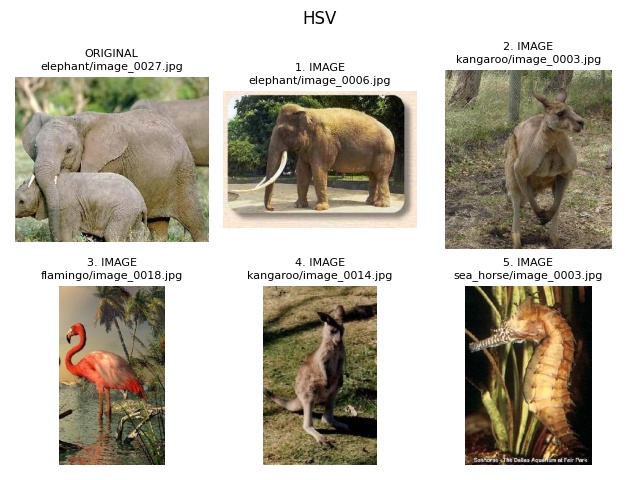 HSV
ORIGINAL
elephant/image_0027.jpg
1. IMAGE
elephant/image_0006.jpg
2. IMAGE
kangaroo/image_0003.jpg
3. IMAGE
flamingo/image_0018.jpg
4. IMAGE
kangaroo/image_0014.jpg
5. IMAGE
sea_horse/image_0003.jpg
Seahorse - The Dallas Aquarium at Fair Park